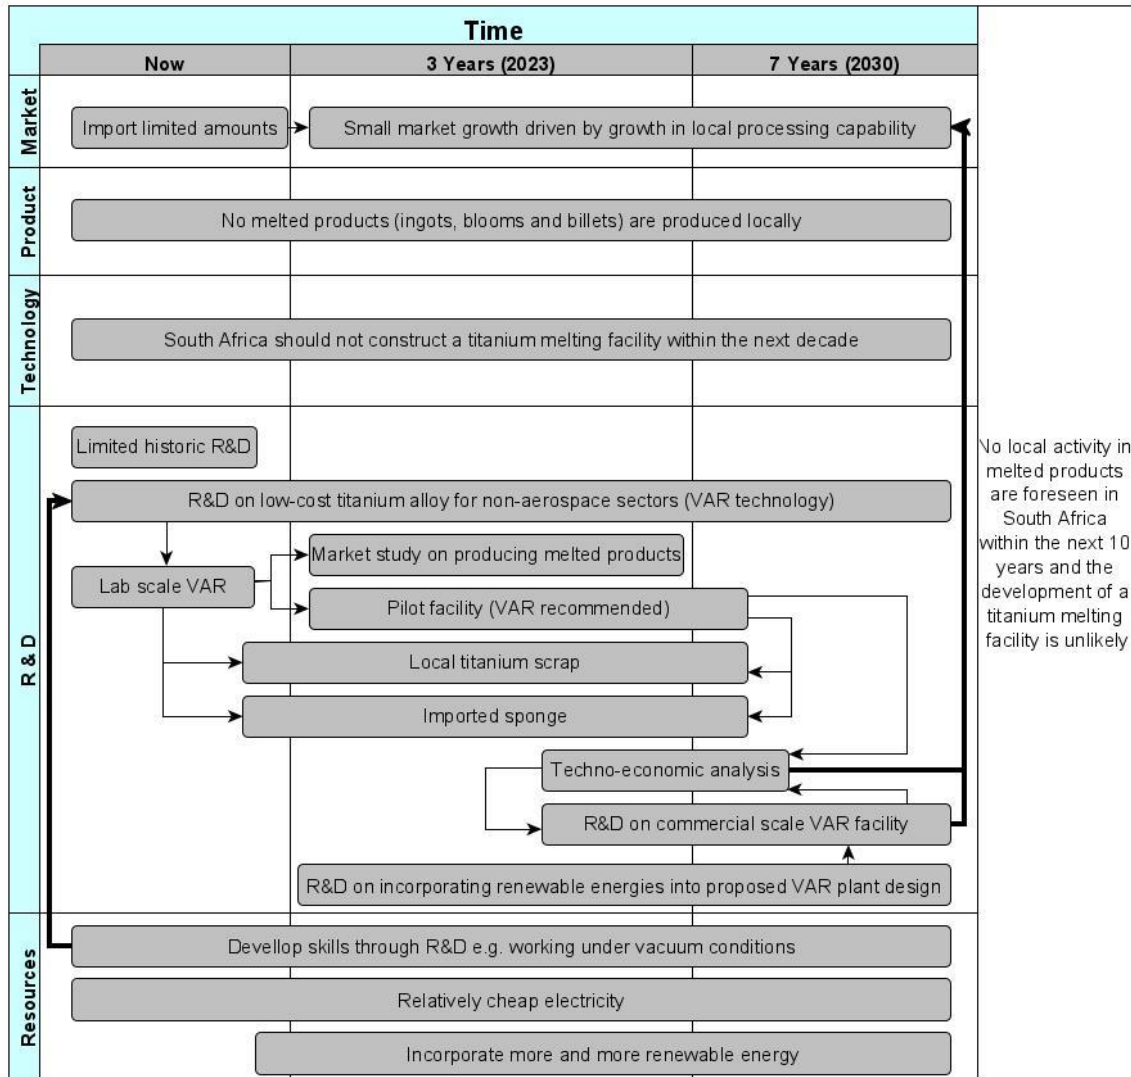 Time
Now
3 Years (2023)
7 Years (2030)
Market
Import limited amounts
Small market growth driven by growth in local processing capability
Product
No melted products (ingots, blooms and billets) are produced locally
Technology
South Africa should not construct a titanium melting facility within the next decade
R & D
Limited historic R&D
R&D on low-cost titanium alloy for non-aerospace sectors (VAR technology)
Market study on producing melted products
Lab scale VAR
Pilot facility (VAR recommended)
Local titanium scrap
Imported sponge
Techno-economic analysis
R&D on commercial scale VAR facility
R&D on incorporating renewable energies into proposed VAR plant design
No local activity in
melted products
are foreseen in
South Africa
within the next 10
years and the
development of a
titanium melting
facility is unlikely
Resources
Devellop skills through R&D e.g. working under vacuum conditions
Relatively cheap electricity
Incorporate more and more renewable energy